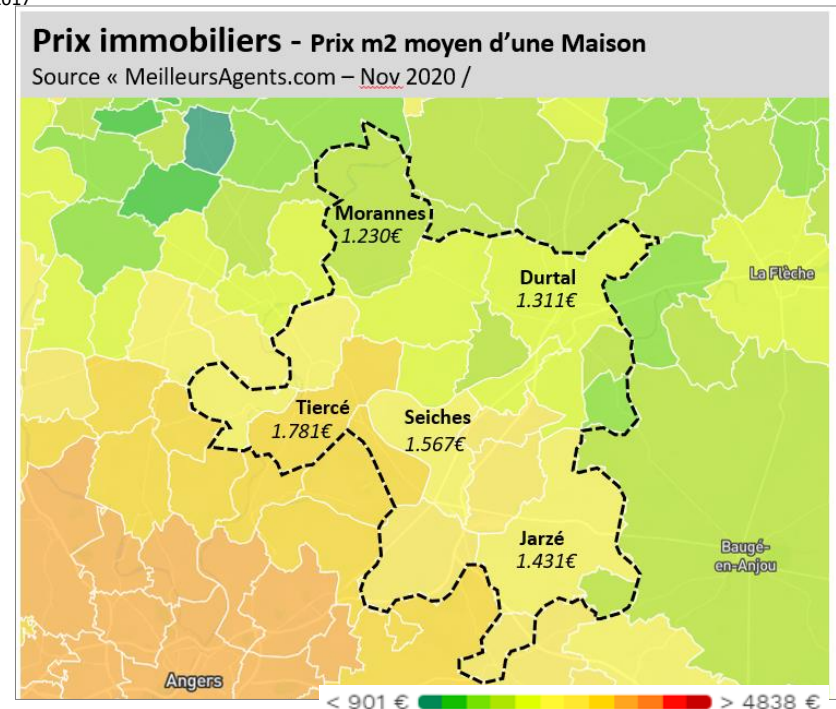 2017
Prix immobiliers - Prix m2 moyen d’une Maison
Source « MeilleursAgents.com – Nov 2020 /
Morannes
1.230€
Durtal
1.311€
La Flèche
Tiercé
1.781€
Seiches
1.567€
Jarzé
1.431€
Baugé-
en-Anjou
Angers
< 901 €
> 4838 €